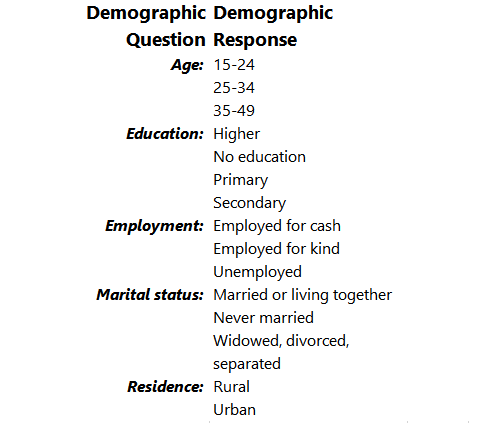 Demographic Demographic
Question Response
Age: 15-24
25-34
35-49
Education: Higher
No education
Primary
Secondary
Employment: Employed for cash
Employed for kind
Unemployed
Marital status: Married or living together
Never married
Widowed, divorced,
separated
Residence: Rural
Urban